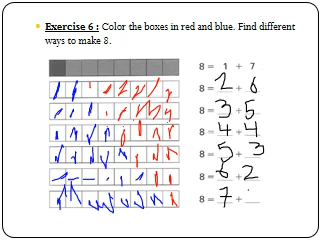 Exercise 6 : Color the boxes in red and blue. Find different
ways to make 8.
8 = 1 + 7
8 = 2 + 6
8 = 3 + 5
8 = 4 + 4
8 = 5 + 3
8 = 6 + 2
8 = 7 +